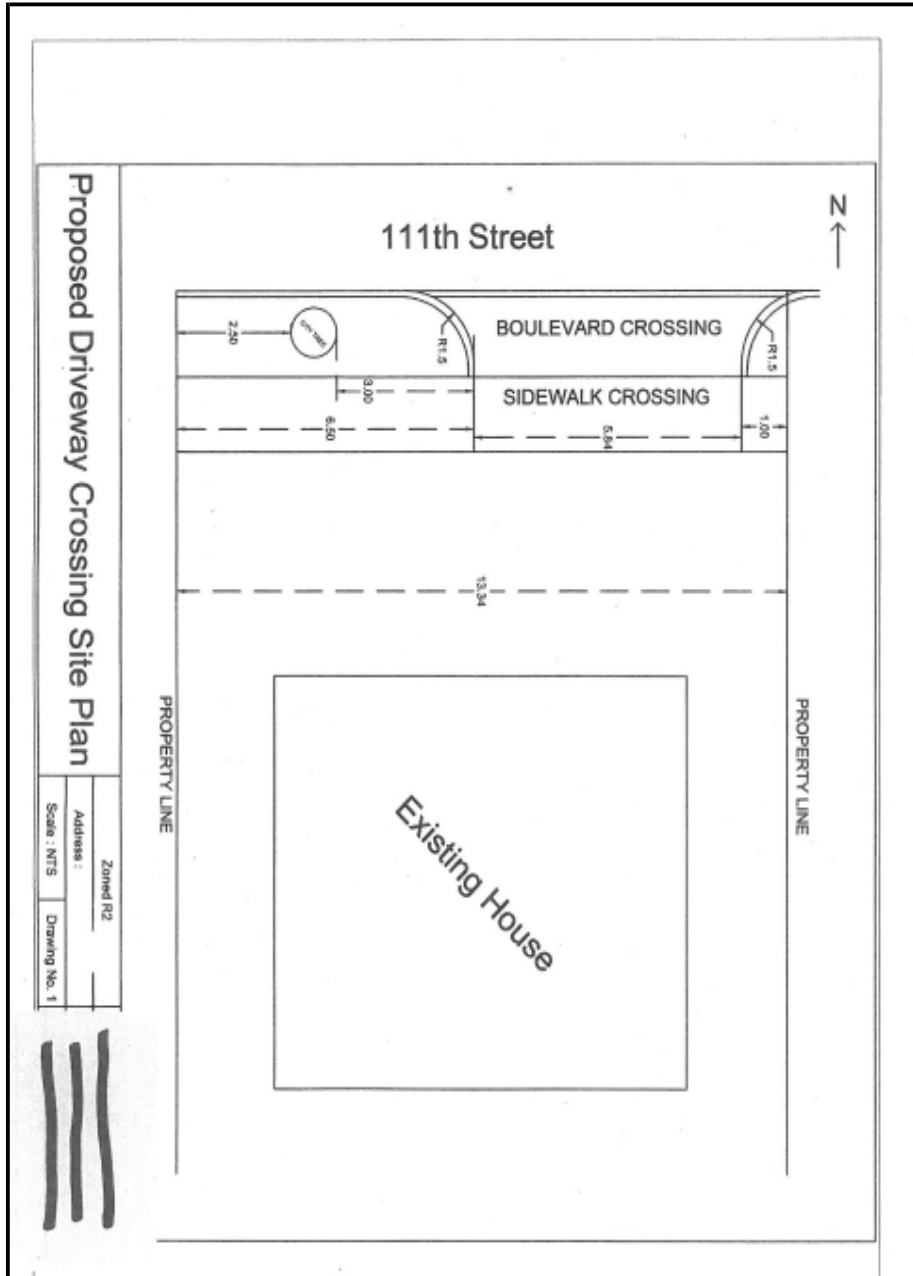 N
111th Street
2.50
CITY TREE
R1.5
BOULEVARD CROSSING
R1.5
3.00
SIDEWALK CROSSING
6.50
5.84
1.00
13.34
PROPERTY LINE
PROPERTY LINE
Existing House
Proposed Driveway Crossing Site Plan
Zoned R2
Address :
Scale : NTS
Drawing No. 1